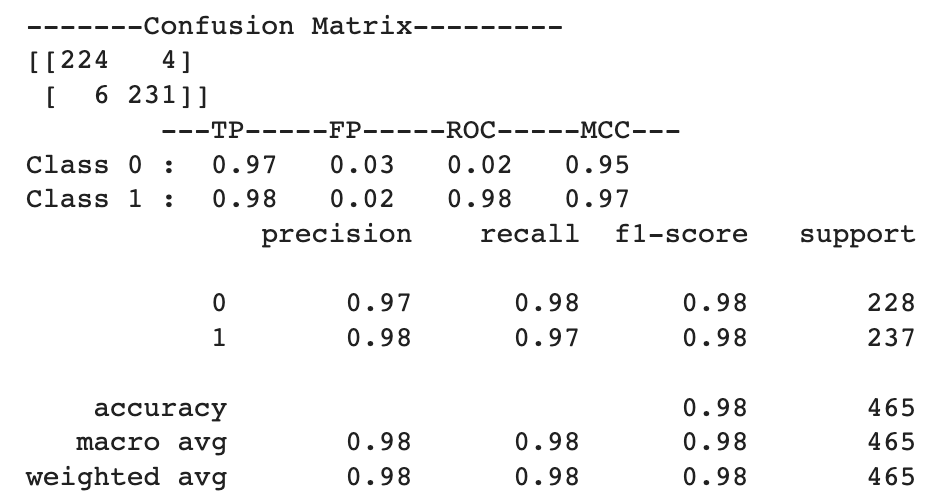 -------Confusion Matrix---------
[[224   4]
 [  6 231]]
        ---TP-----FP-----ROC-----MCC---
Class 0 :  0.97   0.03   0.02   0.95
Class 1 :  0.98   0.02   0.98   0.97
              precision    recall  f1-score   support

           0       0.97      0.98      0.98       228
           1       0.98      0.97      0.98       237

    accuracy                           0.98       465
   macro avg       0.98      0.98      0.98       465
weighted avg       0.98      0.98      0.98       465